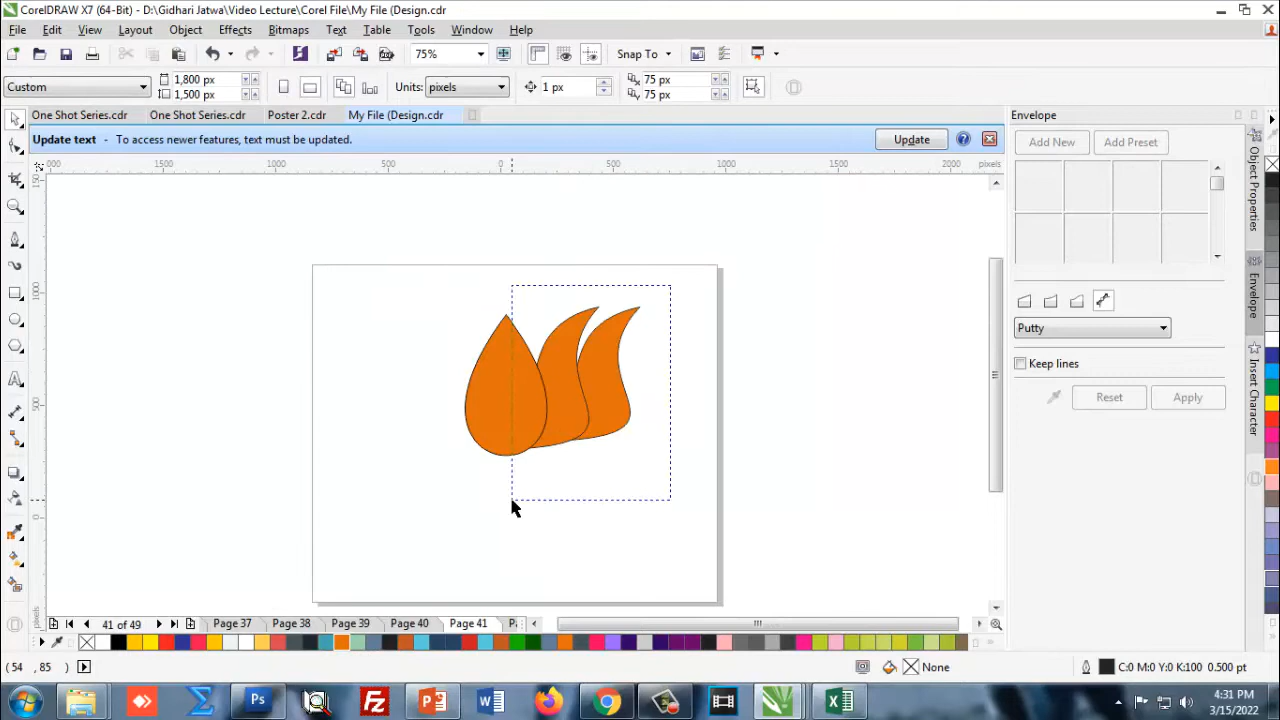 CorelDRAW X7 (64-Bit) - D:\Gidhari Jatwa\Video Lecture\Corel File\My File (Design.cdr
File Edit View Layout Object Effects Bitmaps Text Table Tools Window Help
75% Snap To
Custom 1,800 px 1,500 px Units: pixels 1 px 75 px 75 px
One Shot Series.cdr One Shot Series.cdr Poster 2.cdr My File (Design.cdr
Envelope
Update text - To access newer features, text must be updated. Update
Add New Add Preset
1500 1000 500 0 500 1000 1500 2000 pixels
1000
500
0
pixels
Putty
Keep lines
Reset Apply
Object Properties
Envelope
Insert Character
41 of 49 Page 37 Page 38 Page 39 Page 40 Page 41
(54 , 85 ) None C:0 M:0 Y:0 K:100 0.500 pt
4:31 PM
3/15/2022